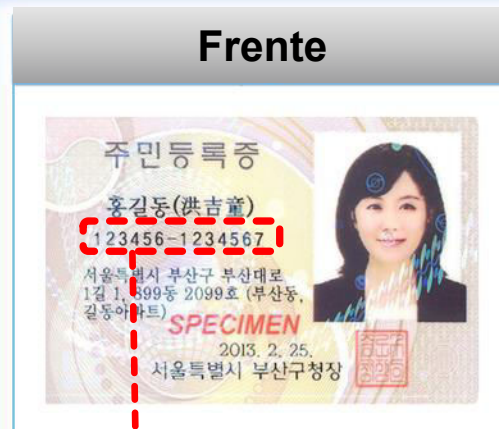 Frente
주민등록증
홍길동(洪吉童)
123456-1234567
서울특별시 부산구 부산대로
1길 1, 899동 2099호 (부산동,
길동아파트)
SPECIMEN
2013. 2. 25.
서울특별시 부산구청장